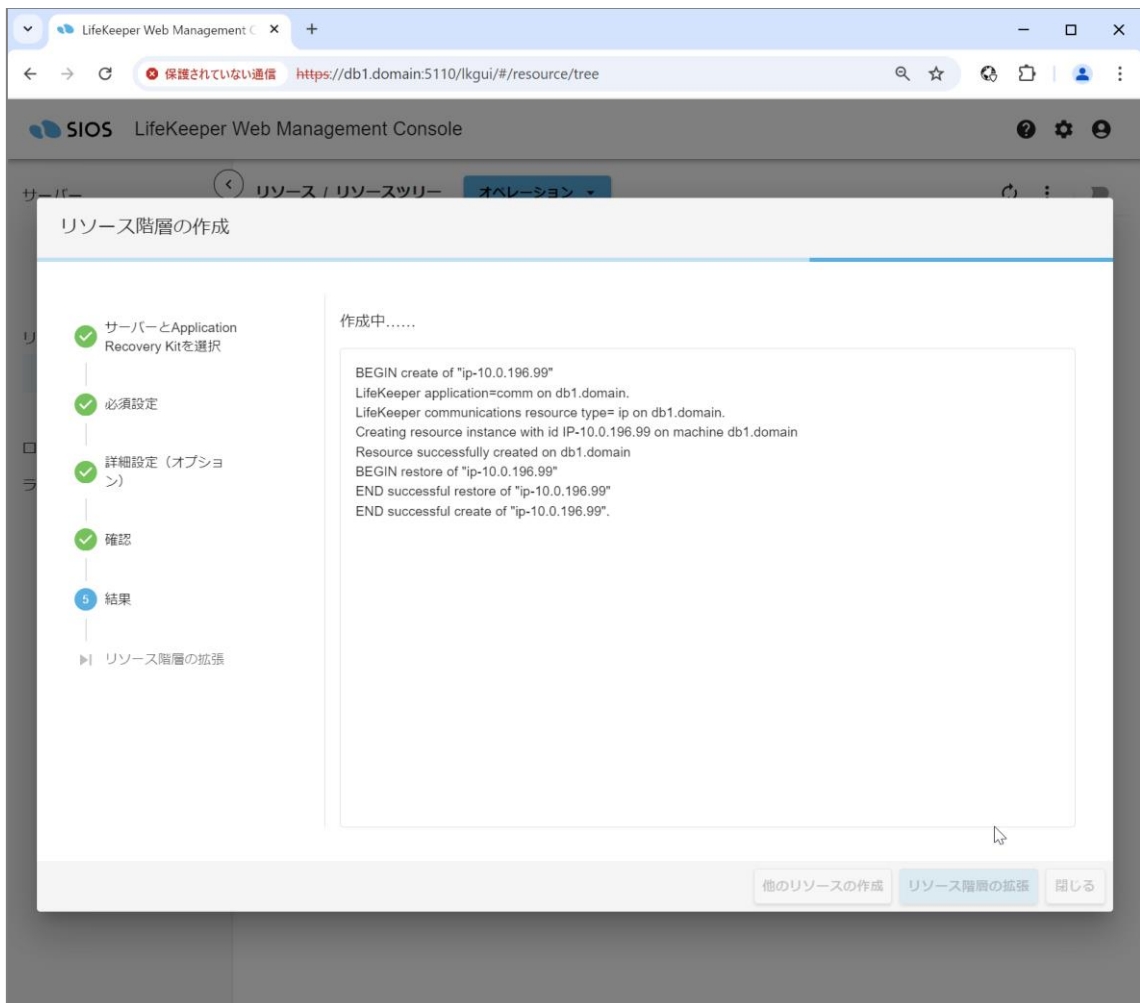 LifeKeeper Web Management C
保護されていない通信 https://db1.domain:5110/lkgui/#/resource/tree
SIOS LifeKeeper Web Management Console
サーバー
リソース / リソースツリー
オペレーション
リソース階層の作成
サーバーとApplication
Recovery Kitを選択
必須設定
詳細設定（オプショ
ン）
確認
5 結果
リソース階層の拡張
作成中......
BEGIN create of "ip-10.0.196.99"
LifeKeeper application=comm on db1.domain.
LifeKeeper communications resource type= ip on db1.domain.
Creating resource instance with id IP-10.0.196.99 on machine db1.domain
Resource successfully created on db1.domain
BEGIN restore of "ip-10.0.196.99"
END successful restore of "ip-10.0.196.99"
END successful create of "ip-10.0.196.99".
他のリソースの作成
リソース階層の拡張
閉じる